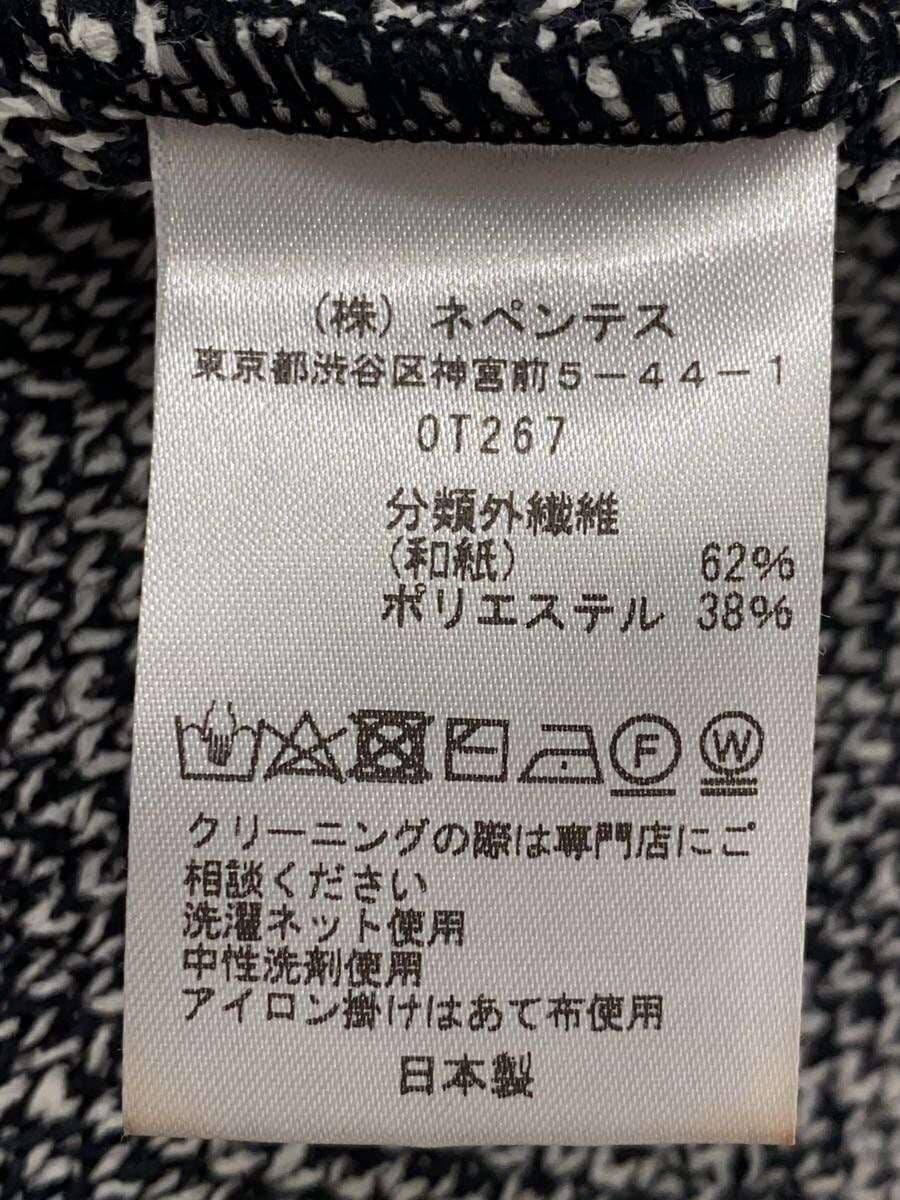 (株)ネペンテス
東京都渋谷区神宮前5-44-1
0T267
分類外繊維
(和紙) 62%
ポリエステル 38%
F W
クリーニングの際は専門店にご
相談ください
洗濯ネット使用
中性洗剤使用
アイロン掛けはあて布使用
日本製